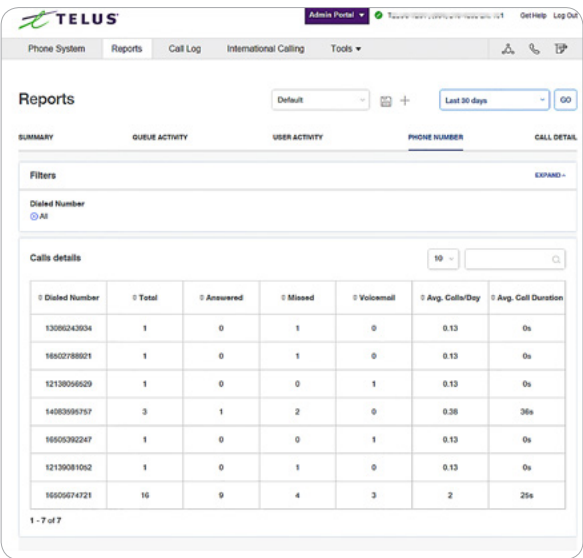 TELUS
Admin Portal
Get Help Log Out
Phone System Reports Call Log International Calling Tools
Reports
Default
Last 30 days
GO
SUMMARY QUEUE ACTIVITY USER ACTIVITY PHONE NUMBER CALL DETAIL
Filters EXPAND
Dialed Number
All
Calls details
10
Dialed Number Total Answered Missed Voicemail Avg. Calls/Day Avg. Call Duration
13086243934 1 0 1 0 0.13 0s
16502788921 1 0 1 0 0.13 0s
12138056529 1 0 0 1 0.13 0s
14083595757 3 1 2 0 0.38 36s
16505392247 1 0 0 1 0.13 0s
12139081052 1 0 1 0 0.13 0s
16505674721 16 9 4 3 2 25s
1 - 7 of 7